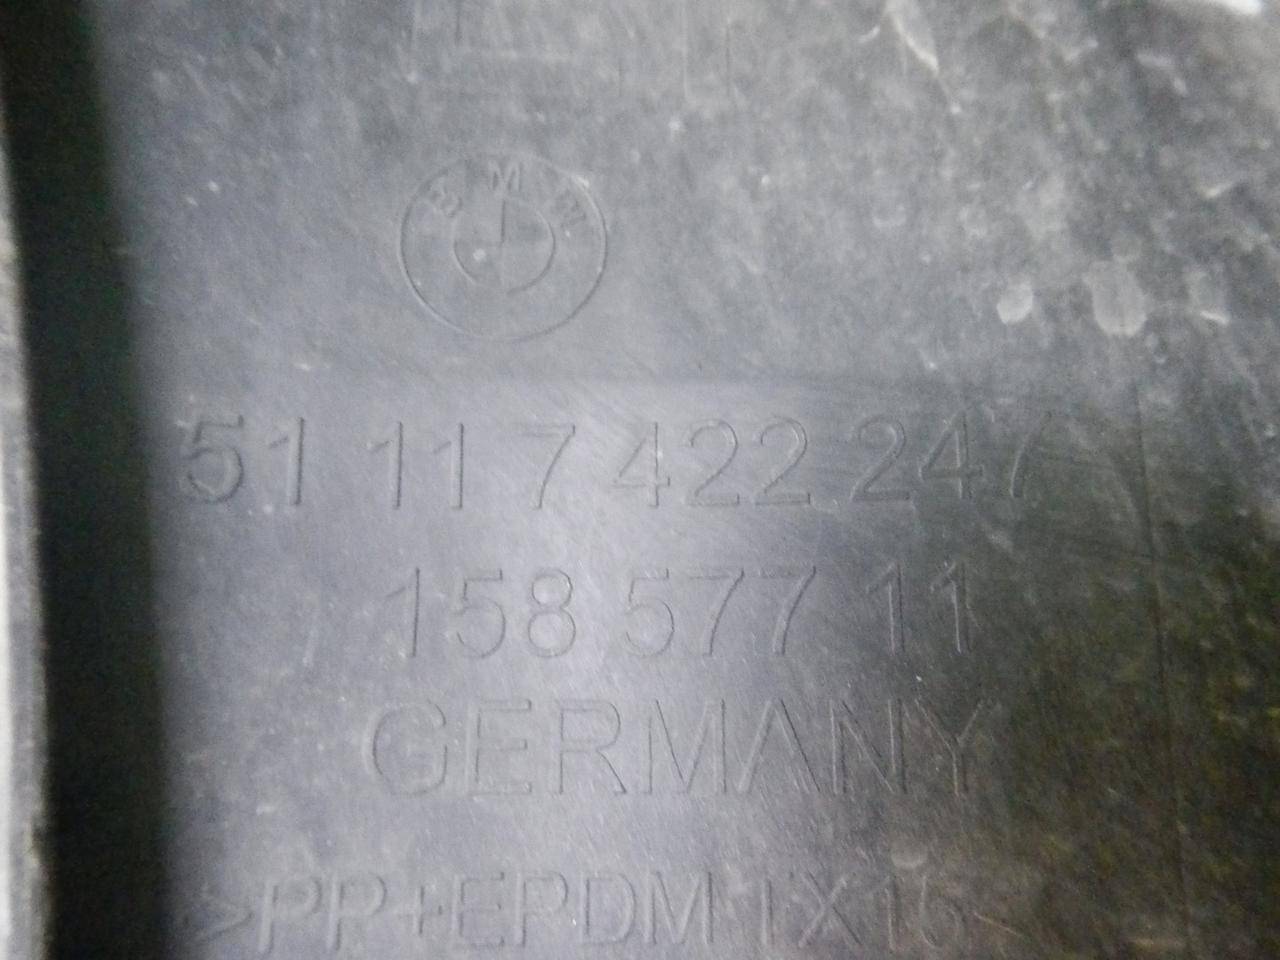 BMW
51 11 7 422 247
158 577 11
GERMANY
>PP+EPDM TX16<